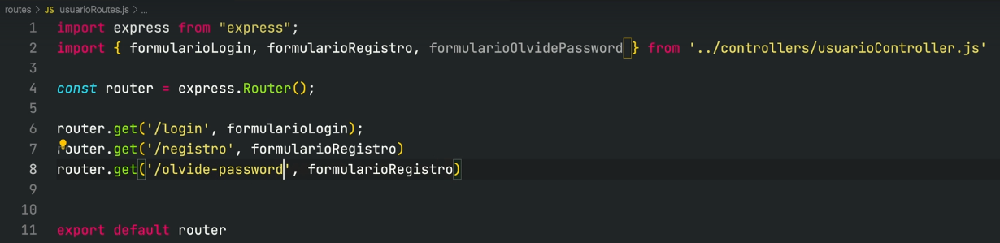 routes > JS usuarioRoutes.js > ...
1 import express from "express";
2 import { formularioLogin, formularioRegistro, formularioOlvidePassword } from '../controllers/usuarioController.js'
3
4 const router = express.Router();
5
6 router.get('/login', formularioLogin);
7 router.get('/registro', formularioRegistro)
8 router.get('/olvide-password', formularioRegistro)
9
10
11 export default router